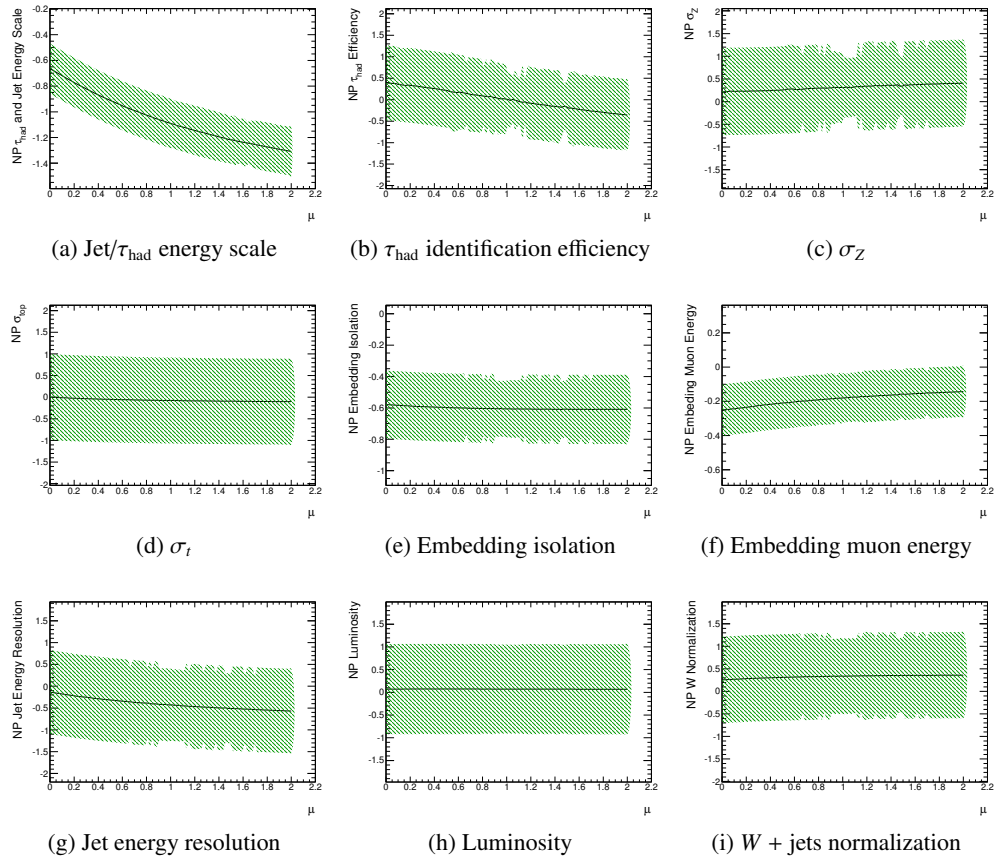 NP τhad and Jet Energy Scale
-0.2
-0.4
-0.6
-0.8
-1
-1.2
-1.4
0 0.2 0.4 0.6 0.8 1 1.2 1.4 1.6 1.8 2 2.2
μ
(a) Jet/τhad energy scale
NP τhad Efficiency
2
1.5
1
0.5
0
-0.5
-1
-1.5
-2
0 0.2 0.4 0.6 0.8 1 1.2 1.4 1.6 1.8 2 2.2
μ
(b) τhad identification efficiency
NP σZ
1.5
1
0.5
0
-0.5
-1
-1.5
0 0.2 0.4 0.6 0.8 1 1.2 1.4 1.6 1.8 2 2.2
μ
(c) σZ
NP σtop
2
1.5
1
0.5
0
-0.5
-1
-1.5
-2
0 0.2 0.4 0.6 0.8 1 1.2 1.4 1.6 1.8 2 2.2
μ
(d) σt
NP Embedding Isolation
0
-0.2
-0.4
-0.6
-0.8
-1
0 0.2 0.4 0.6 0.8 1 1.2 1.4 1.6 1.8 2 2.2
μ
(e) Embedding isolation
NP Embeding Muon Energy
0.2
0
-0.2
-0.4
-0.6
0 0.2 0.4 0.6 0.8 1 1.2 1.4 1.6 1.8 2 2.2
μ
(f) Embedding muon energy
NP Jet Energy Resolution
1.5
1
0.5
0
-0.5
-1
-1.5
-2
0 0.2 0.4 0.6 0.8 1 1.2 1.4 1.6 1.8 2 2.2
μ
(g) Jet energy resolution
NP Luminosity
2
1.5
1
0.5
0
-0.5
-1
-1.5
0 0.2 0.4 0.6 0.8 1 1.2 1.4 1.6 1.8 2 2.2
μ
(h) Luminosity
NP W Normalization
1.5
1
0.5
0
-0.5
-1
-1.5
-2
0 0.2 0.4 0.6 0.8 1 1.2 1.4 1.6 1.8 2 2.2
μ
(i) W + jets normalization